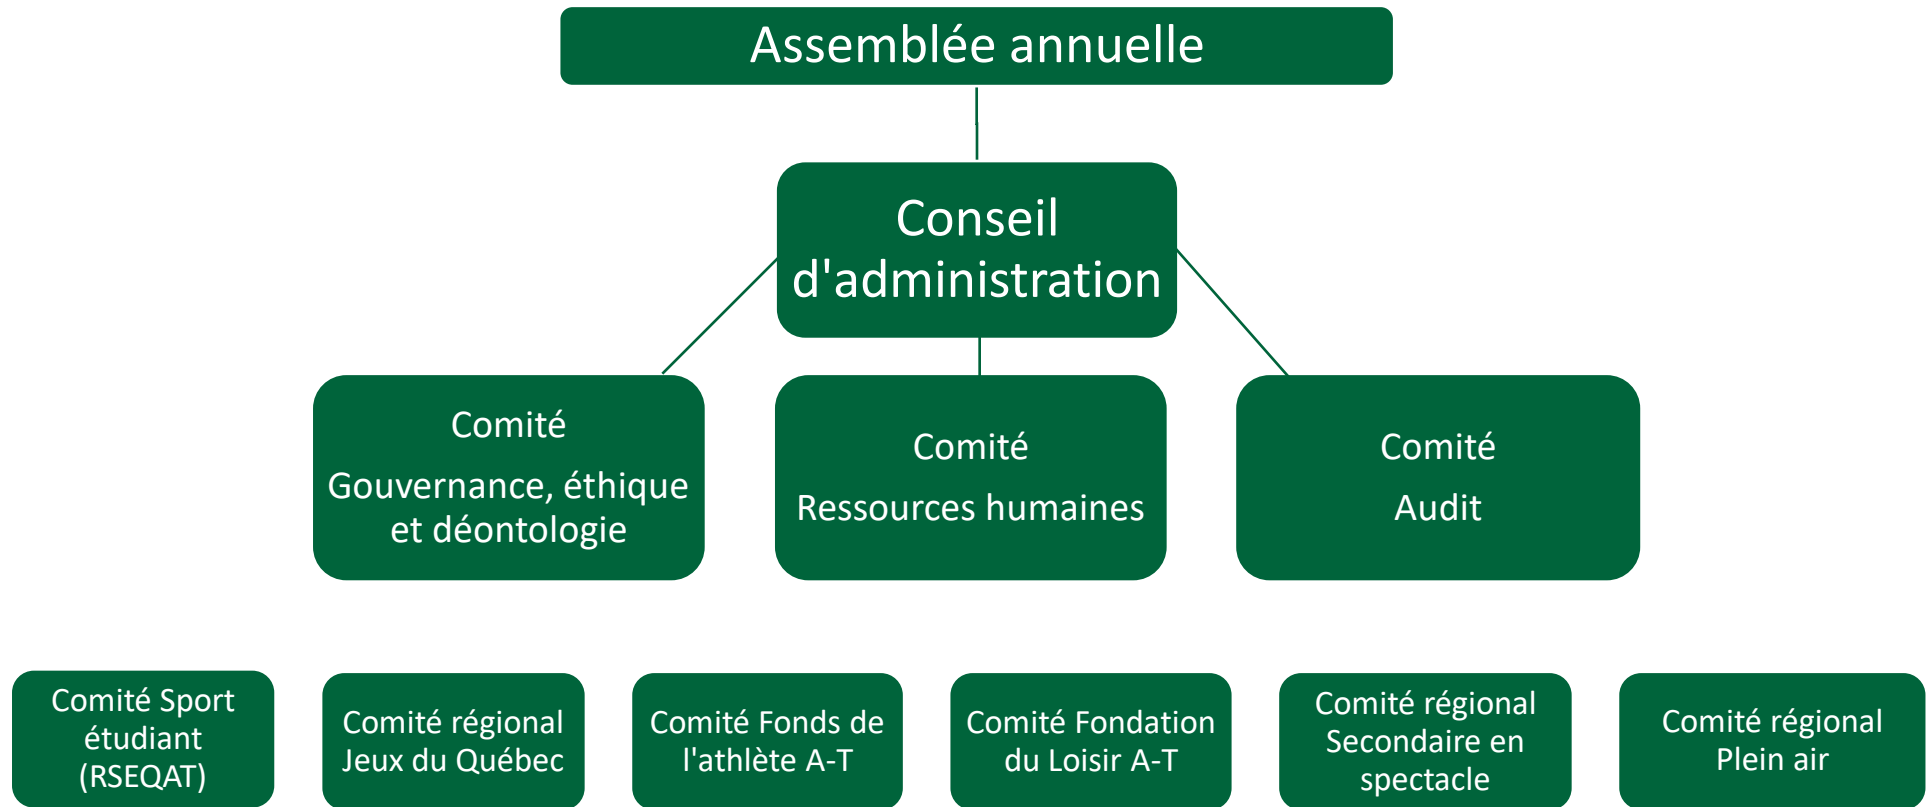 Assemblée annuelle
Conseil
d'administration
Comité
Gouvernance, éthique
et déontologie
Comité
Ressources humaines
Comité
Audit
Comité Sport
étudiant
(RSEQAT)
Comité régional
Jeux du Québec
Comité Fonds de
l'athlète A-T
Comité Fondation
du Loisir A-T
Comité régional
Secondaire en
spectacle
Comité régional
Plein air